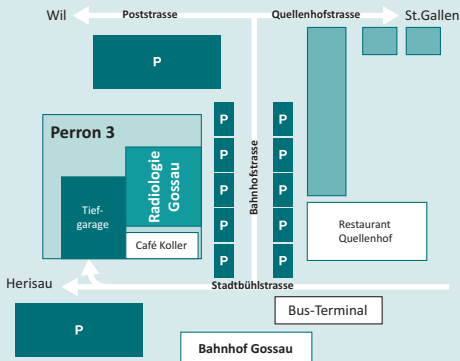 Wil
Poststrasse
Quellenhofstrasse
St.Gallen
P
Perron 3
P
P
P
P
P
P
P
P
P
P
Bahnhofstrasse
Radiologie
Gossau
Tief-
garage
Café Koller
Restaurant
Quellenhof
Herisau
Stadtbühlstrasse
Bus-Terminal
P
Bahnhof Gossau